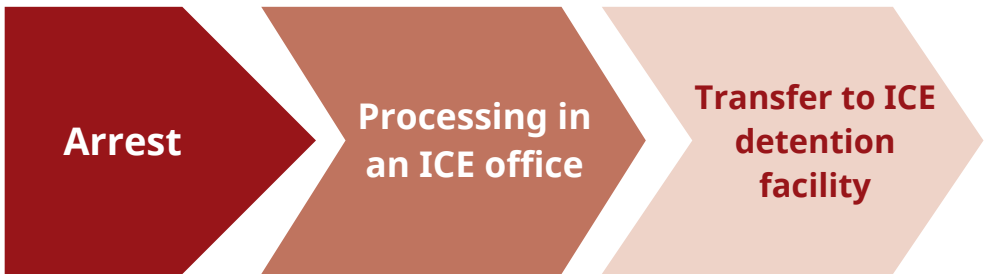 Arrest
Processing in
an ICE office
Transfer to ICE
detention
facility